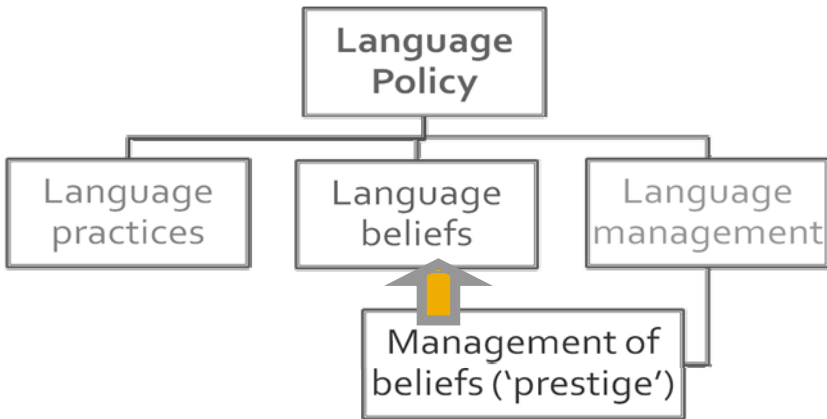 Language
Policy
Language
practices
Language
beliefs
Language
management
Management of
beliefs (‘prestige’)